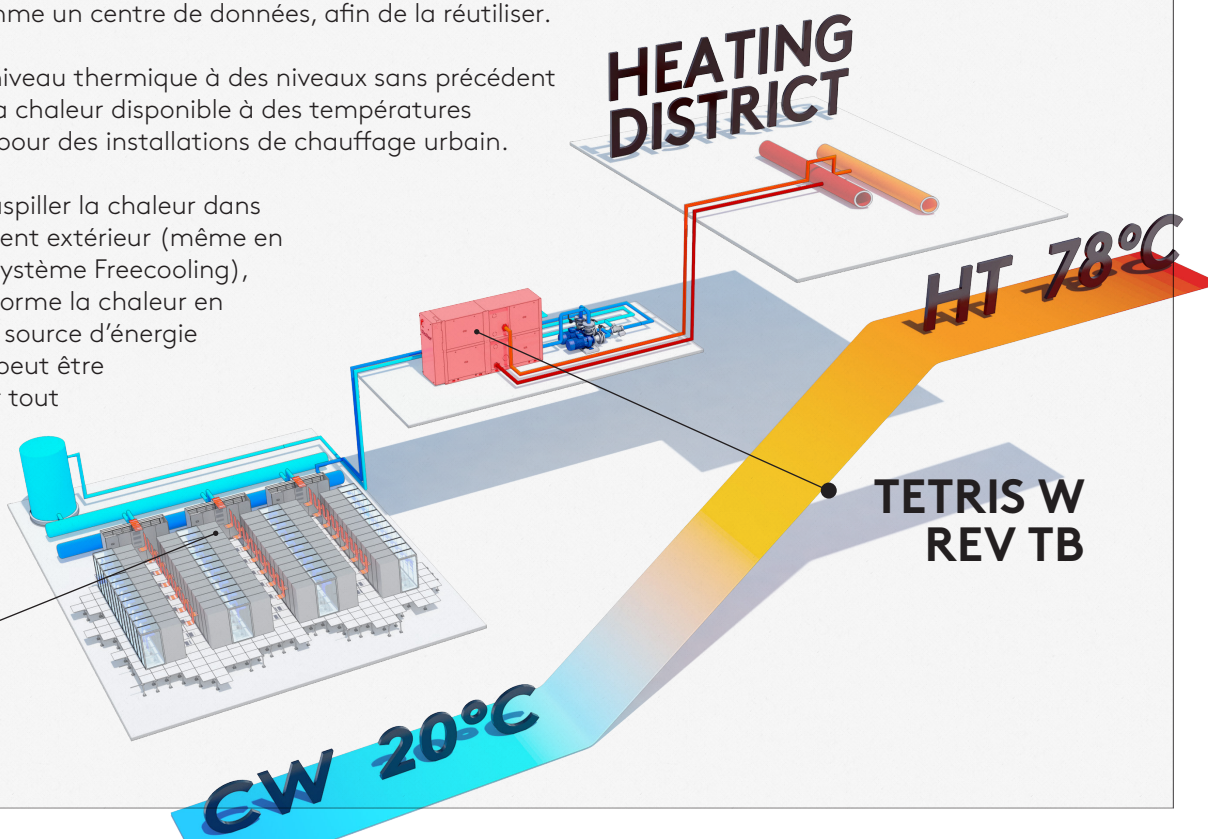 un centre de données, afin de la réutiliser.
niveau thermique à des niveaux sans précédent
a chaleur disponible à des températures
pour des installations de chauffage urbain.
aspiller la chaleur dans
ent extérieur (même en
ystème Freecooling),
orme la chaleur en
source d'énergie
peut être
tout
HEATING
DISTRICT
HT 78°C
TETRIS W
REV TB
CW 20°C